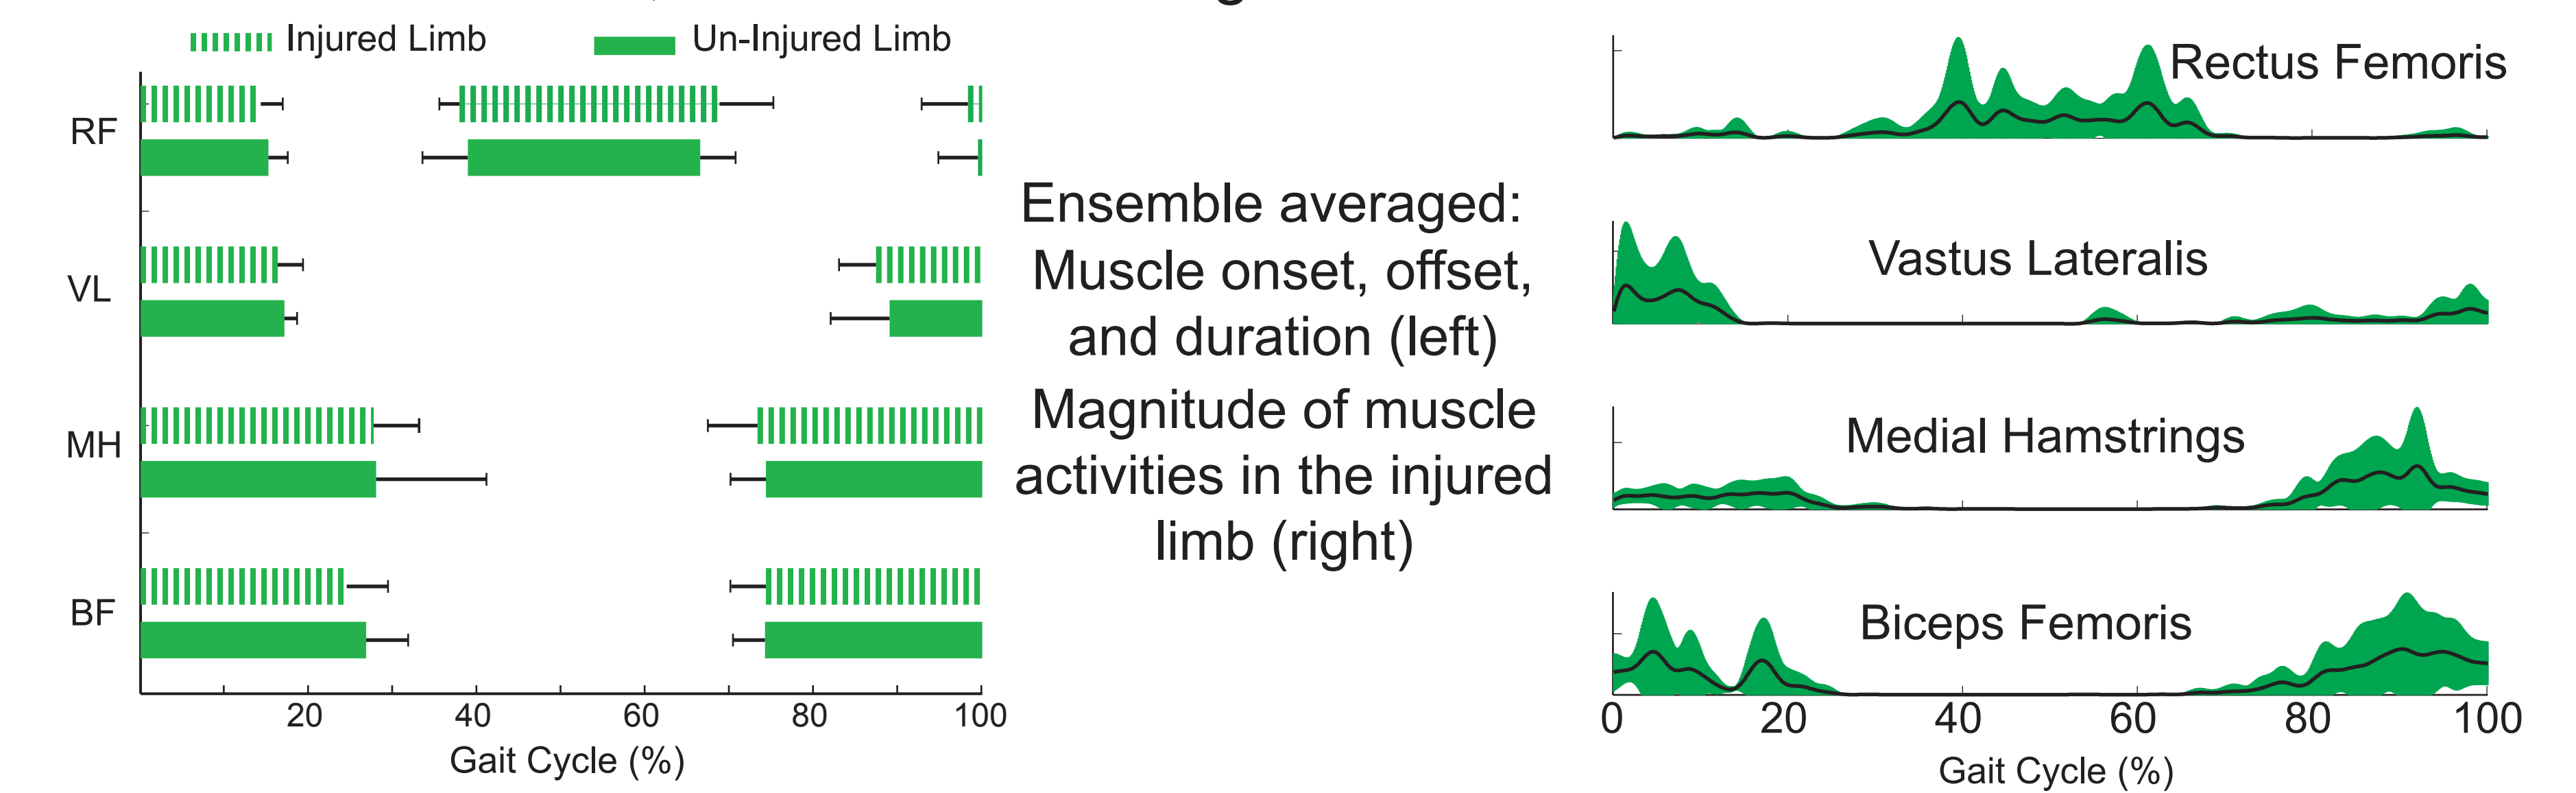 Injured Limb
Un-Injured Limb
RF
VL
MH
BF
20 40 60 80 100
Gait Cycle (%)
Ensemble averaged:
Muscle onset, offset,
and duration (left)
Magnitude of muscle
activities in the injured
limb (right)
Rectus Femoris
Vastus Lateralis
Medial Hamstrings
Biceps Femoris
0 20 40 60 80 100
Gait Cycle (%)